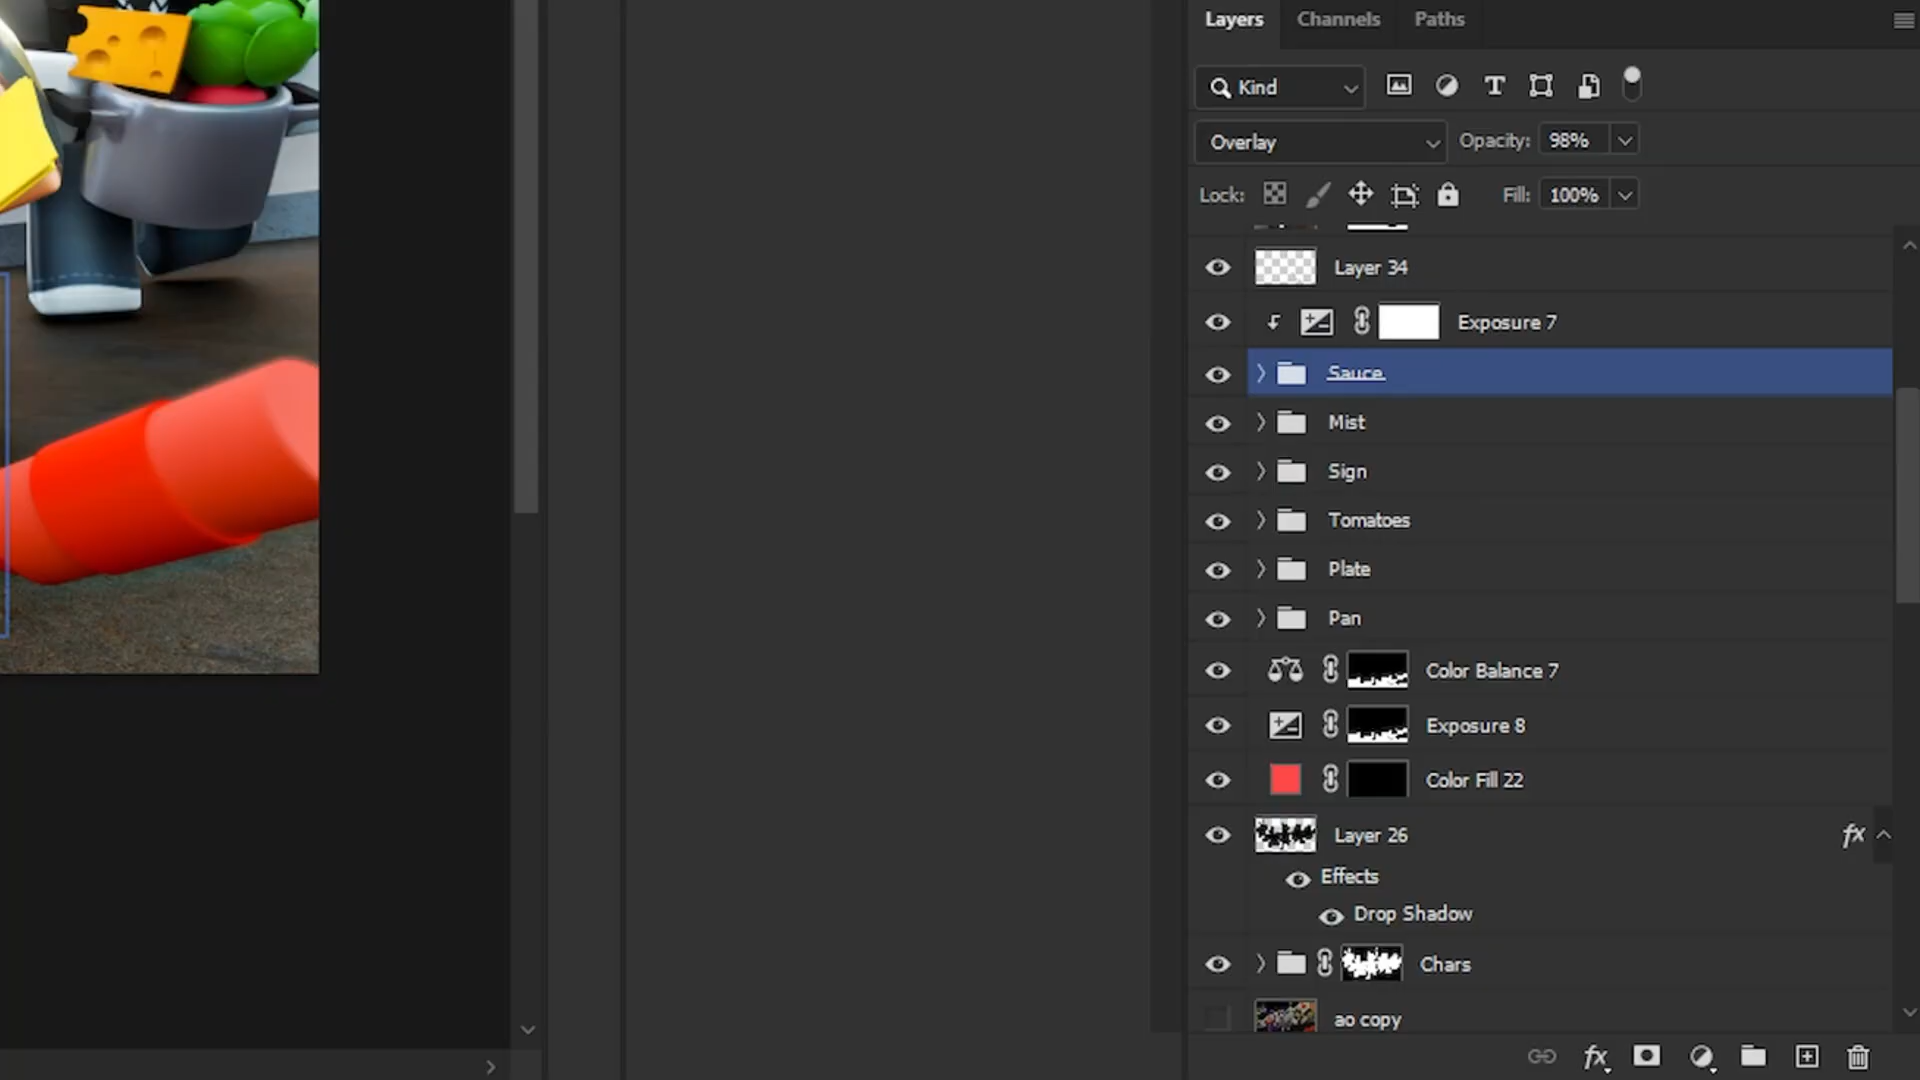 Layers Channels Paths
Kind
Overlay Opacity: 98%
Lock: Fill: 100%
Layer 34
Exposure 7
Sauce
Mist
Sign
Tomatoes
Plate
Pan
Color Balance 7
Exposure 8
Color Fill 22
Layer 26 fx
Effects
Drop Shadow
Chars
ao copy
fx